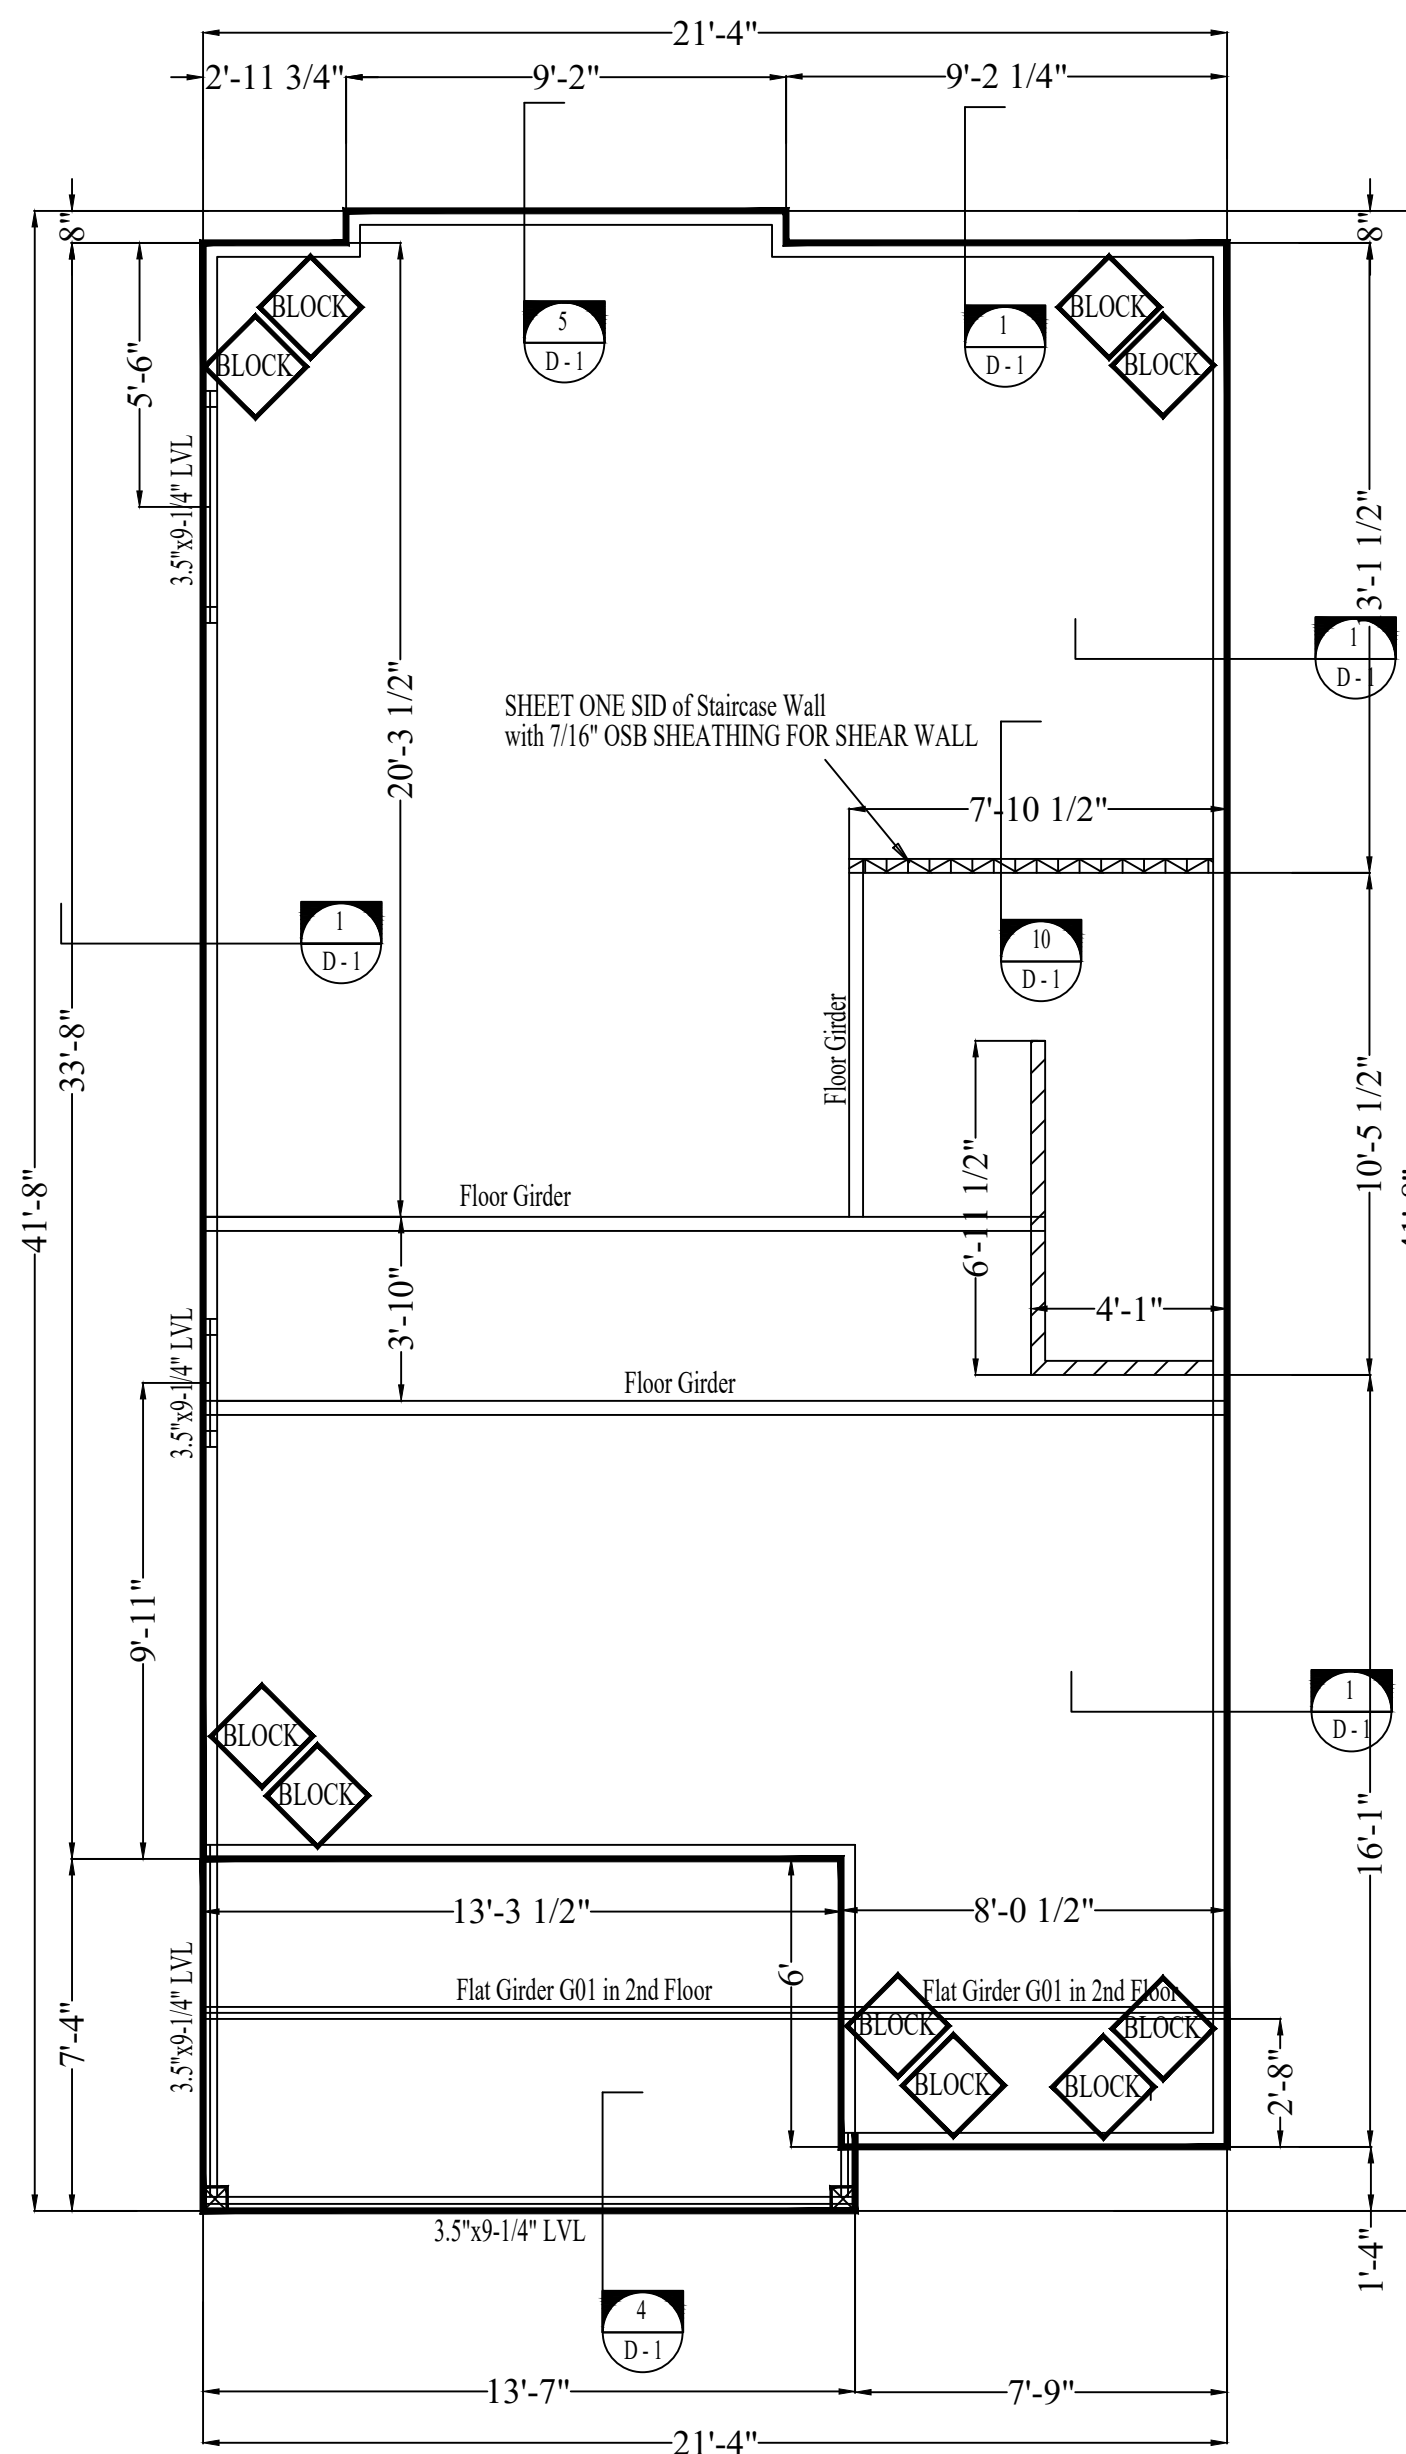 21'-4"
2'-11 3/4"
9'-2"
9'-2 1/4"
8"
8"
BLOCK
BLOCK
5
D - 1
1
D - 1
BLOCK
BLOCK
5'-6"
3.5"x9-1/4" LVL
3'-1 1/2"
1
D - 1
20'-3 1/2"
SHEET ONE SID of Staircase Wall
with 7/16" OSB SHEATHING FOR SHEAR WALL
7'-10 1/2"
1
D - 1
10
D - 1
33'-8"
Floor Girder
10'-5 1/2"
41'-8"
Floor Girder
6'-11 1/2"
3'-10"
4'-1"
3.5"x9-1/4" LVL
Floor Girder
9'-11"
1
D - 1
BLOCK
BLOCK
16'-1"
13'-3 1/2"
8'-0 1/2"
6'
Flat Girder G01 in 2nd Floor
Flat Girder G01 in 2nd Floor
3.5"x9-1/4" LVL
7'-4"
BLOCK
BLOCK
BLOCK
BLOCK
2'-8"
3.5"x9-1/4" LVL
1'-4"
4
D - 1
13'-7"
7'-9"
21'-4"